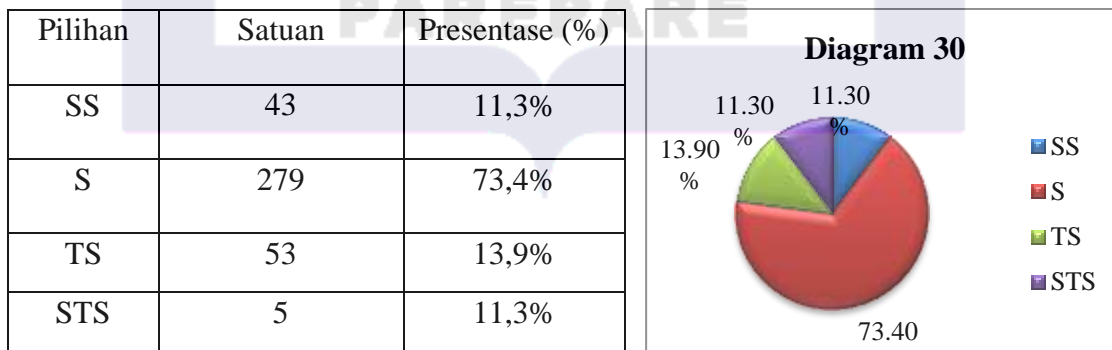 PAREPARE
Pilihan Satuan Presentase (%)
SS 43 11,3%
S 279 73,4%
TS 53 13,9%
STS 5 11,3%
Diagram 30
11.30
%
11.30
%
13.90
%
73.40
SS
S
TS
STS